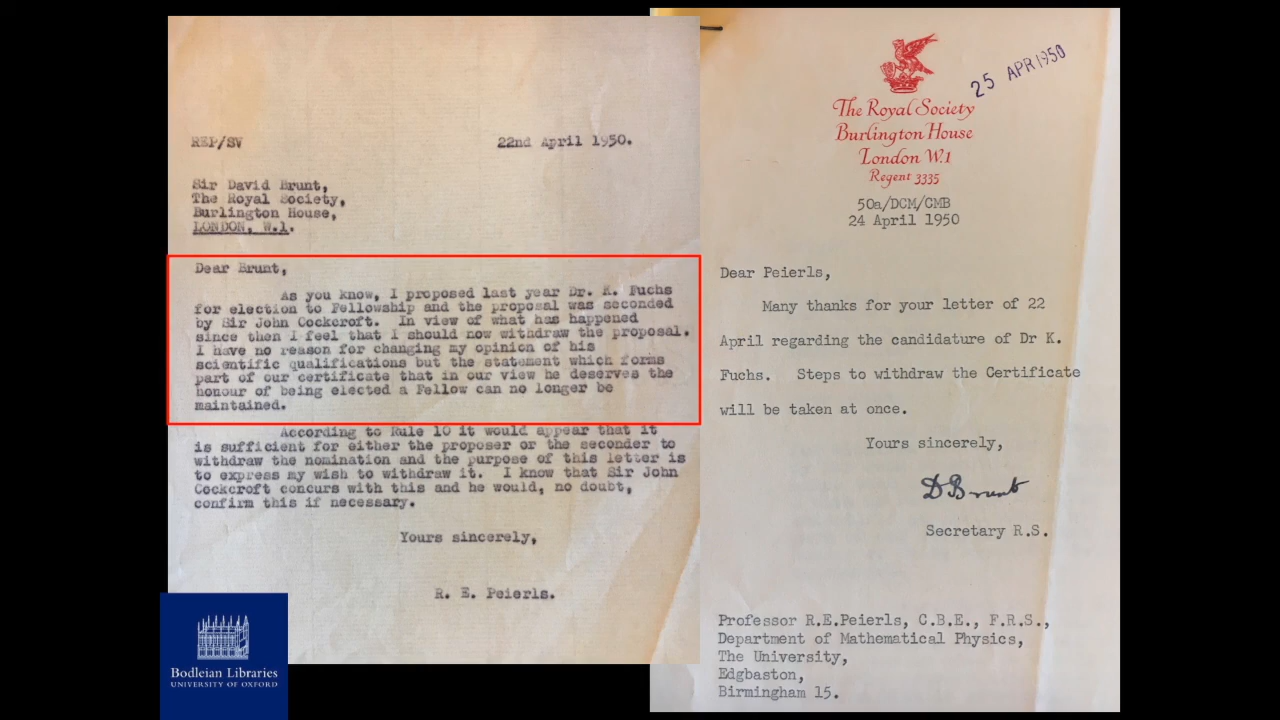 REP/SV 22nd April 1950.
Sir David Brunt,
The Royal Society,
Burlington House,
LONDON, W.1.
Dear Brunt,
As you know, I proposed last year Dr. K. Fuchs
for election to Fellowship and the proposal was seconded
by Sir John Cockcroft. In view of what has happened
since then I feel that I should now withdraw the proposal.
I have no reason for changing my opinion of his
scientific qualifications but the statement which forms
part of our certificate that in our view he deserves the
honour of being elected a Fellow can no longer be
maintained.
According to Rule 10 it would appear that it
is sufficient for either the proposer or the seconder to
withdraw the nomination and the purpose of this letter is
to express my wish to withdraw it. I know that Sir John
Cockcroft concurs with this and he would, no doubt,
confirm this if necessary.
Yours sincerely,
R. E. Peierls.
Bodleian Libraries
UNIVERSITY OF OXFORD
25 APR 1950
The Royal Society
Burlington House
London W.1
Regent 3335
50a/DCM/GMB
24 April 1950
Dear Peierls,
Many thanks for your letter of 22
April regarding the candidature of Dr K.
Fuchs. Steps to withdraw the Certificate
will be taken at once.
Yours sincerely,
D Brunt
Secretary R.S.
Professor R.E.Peierls, C.B.E., F.R.S.,
Department of Mathematical Physics,
The University,
Edgbaston,
Birmingham 15.